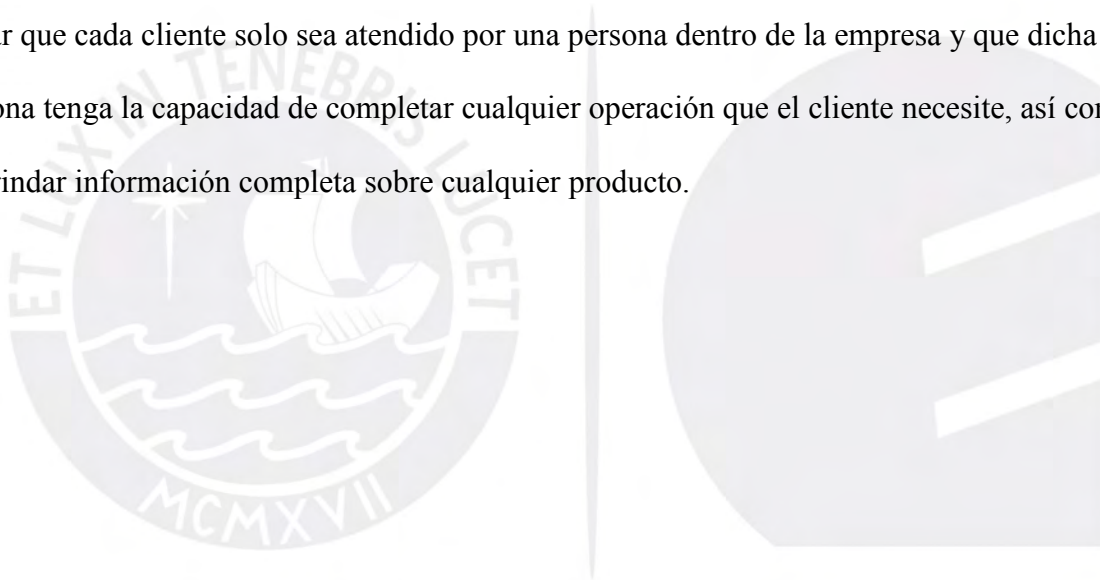 r que cada cliente solo sea atendido por una persona dentro de la empresa y que dicha
ona tenga la capacidad de completar cualquier operación que el cliente necesite, así
indar información completa sobre cualquier producto.
ET LUX IN TENEBRIS LUCET
MCMXVII